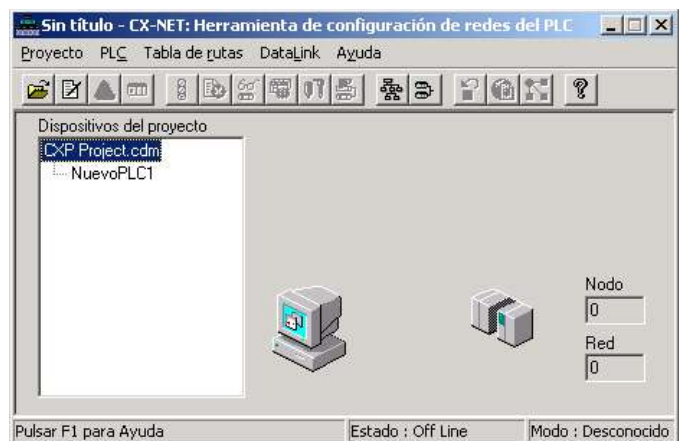 Sin título - CX-NET: Herramienta de configuración de redes del PLC
Proyecto PLC Tabla de rutas DataLink Ayuda
Dispositivos del proyecto
CXP Project.cdm
NuevoPLC1
Nodo
0
Red
0
Pulsar F1 para Ayuda Estado : Off Line Modo : Desconocido